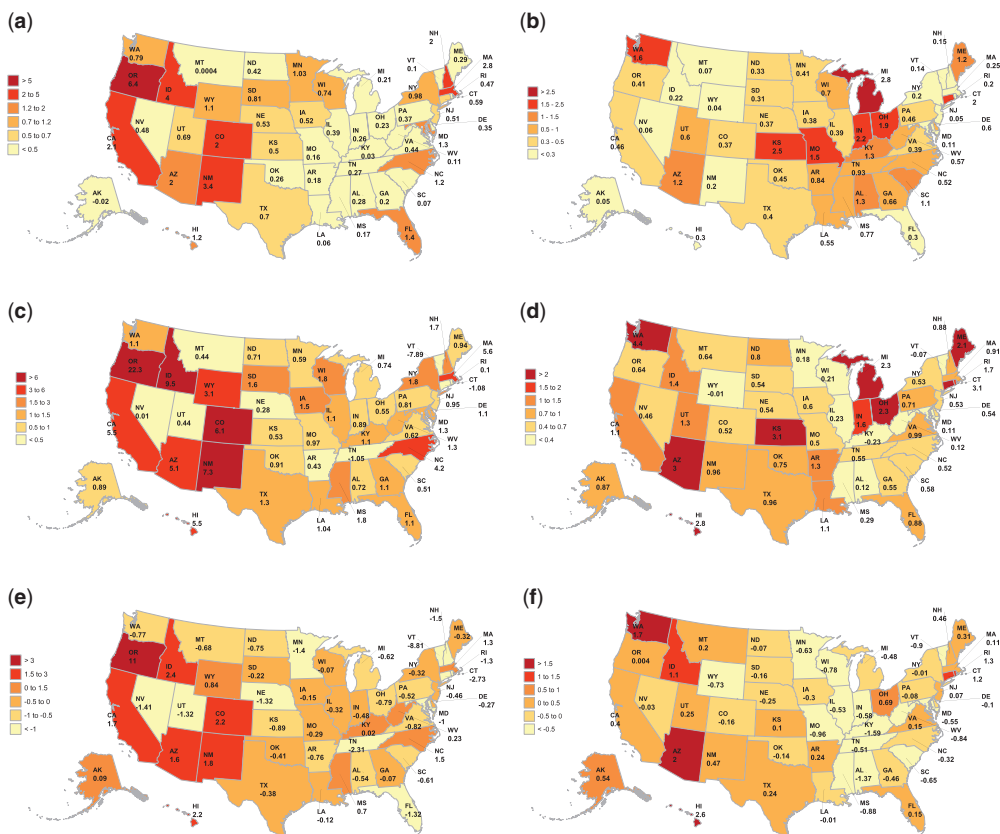 (a)
> 5
2 to 5
1.2 to 2
0.7 to 1.2
0.5 to 0.7
< 0.5
WA 0.79
OR 6.4
CA 2.1
ID 4
NV 0.48
MT 0.0004
WY 1.1
UT 0.69
AZ 2
CO 2
NM 3.4
ND 0.42
SD 0.81
NE 0.53
KS 0.5
OK 0.26
TX 0.7
MN 1.03
IA 0.52
MO 0.16
AR 0.18
LA 0.06
WI 0.74
IL 0.39
MS 0.17
MI 0.21
IN 0.26
KY 0.03
TN 0.27
AL 0.28
OH 0.23
GA 0.2
FL 1.4
SC 0.07
NC 1.2
VA 0.44
WV 0.11
MD 1.3
DE 0.35
PA 0.37
NJ 0.51
NY 0.98
CT 0.59
RI 0.47
MA 2.8
VT 0.1
NH 2
ME 0.29
AK -0.02
HI 1.2
(b)
> 2.5
1.5 - 2.5
1 - 1.5
0.5 - 1
0.3 - 0.5
< 0.3
WA 1.6
OR 0.41
CA 0.46
ID 0.22
NV 0.06
MT 0.07
WY 0.04
UT 0.6
AZ 1.2
CO 0.37
NM 0.2
ND 0.33
SD 0.31
NE 0.37
KS 2.5
OK 0.45
TX 0.4
MN 0.41
IA 0.38
MO 1.5
AR 0.84
LA 0.55
WI 0.7
IL 0.39
MS 0.77
MI 2.8
IN 2.2
KY 1.3
TN 0.93
AL 1.3
OH 1.9
GA 0.66
FL 0.3
SC 1.1
NC 0.52
VA 0.39
WV 0.57
MD 0.11
DE 0.6
PA 0.46
NJ 0.05
NY 0.2
CT 2
RI 0.2
MA 0.25
VT 0.14
NH 0.15
ME 1.2
AK 0.05
HI 0.3
(c)
> 6
3 to 6
1.5 to 3
1 to 1.5
0.5 to 1
< 0.5
WA 1.1
OR 22.3
CA 5.5
ID 9.5
NV 0.01
MT 0.44
WY 3.1
UT 0.44
AZ 5.1
CO 6.1
NM 7.3
ND 0.71
SD 1.6
NE 0.28
KS 0.53
OK 0.91
TX 1.3
MN 0.59
IA 1.5
MO 0.97
AR 0.43
LA 1.04
WI 1.8
IL 1.1
MS 1.8
MI 0.74
IN 0.89
KY 1.1
TN -1.05
AL 0.72
OH 0.55
GA 1.1
FL 1.1
SC 0.51
NC 4.2
VA 0.62
WV 1.3
MD 1.3
DE 1.1
PA 0.81
NJ 0.95
NY 1.8
CT -1.08
RI 0.1
MA 5.6
VT -7.89
NH 1.7
ME 0.94
AK 0.89
HI 5.5
(d)
> 2
1.5 to 2
1 to 1.5
0.7 to 1
0.4 to 0.7
< 0.4
WA 4.4
OR 0.64
CA 1.1
ID 1.4
NV 0.46
MT 0.64
WY -0.01
UT 1.3
AZ 3
CO 0.52
NM 0.96
ND 0.8
SD 0.54
NE 0.54
KS 3.1
OK 0.75
TX 0.96
MN 0.18
IA 0.6
MO 0.5
AR 1.3
LA 1.1
WI 0.21
IL 0.23
MS 0.29
MI 2.3
IN 1.6
KY -0.23
TN 0.55
AL 0.12
OH 2.3
GA 0.55
FL 0.88
SC 0.58
NC 0.52
VA 0.99
WV 0.12
MD 0.11
DE 0.54
PA 0.71
NJ 0.53
NY 0.53
CT 3.1
RI 1.7
MA 0.91
VT -0.07
NH 0.88
ME 2.1
AK 0.87
HI 2.8
(e)
> 3
1.5 to 3
0 to 1.5
-0.5 to 0
-1 to -0.5
< -1
WA -0.77
OR 11
CA 1.7
ID 2.4
NV -1.41
MT -0.68
WY 0.84
UT -1.32
AZ 1.6
CO 2.2
NM 1.8
ND -0.75
SD -0.22
NE -1.32
KS -0.89
OK -0.41
TX -0.38
MN -1.4
IA -0.15
MO -0.29
AR -0.76
LA -0.12
WI -0.07
IL -0.32
MS 0.7
MI -0.62
IN -0.48
KY 0.02
TN -2.31
AL -0.54
OH -0.79
GA -0.07
FL -1.32
SC -0.61
NC 1.5
VA -0.82
WV 0.23
MD -1
DE -0.27
PA -0.52
NJ -0.46
NY -0.32
CT -2.73
RI -1.3
MA 1.3
VT -8.81
NH -1.5
ME -0.32
AK 0.09
HI 2.2
(f)
> 1.5
1 to 1.5
0.5 to 1
0 to 0.5
-0.5 to 0
< -0.5
WA 1.7
OR 0.004
CA 0.4
ID 1.1
NV -0.03
MT 0.2
WY -0.73
UT 0.25
AZ 2
CO -0.16
NM 0.47
ND -0.07
SD -0.16
NE -0.25
KS 0.1
OK -0.14
TX 0.24
MN -0.63
IA -0.3
MO -0.96
AR 0.24
LA -0.01
WI -0.78
IL -0.53
MS -0.88
MI -0.48
IN -0.58
KY -1.59
TN -0.51
AL -1.37
OH 0.69
GA -0.46
FL 0.15
SC -0.65
NC -0.32
VA 0.15
WV -0.84
MD -0.55
DE -0.1
PA -0.08
NJ 0.07
NY -0.01
CT 1.2
RI 1.3
MA 0.11
VT -0.9
NH 0.46
ME 0.31
AK 0.54
HI 2.6